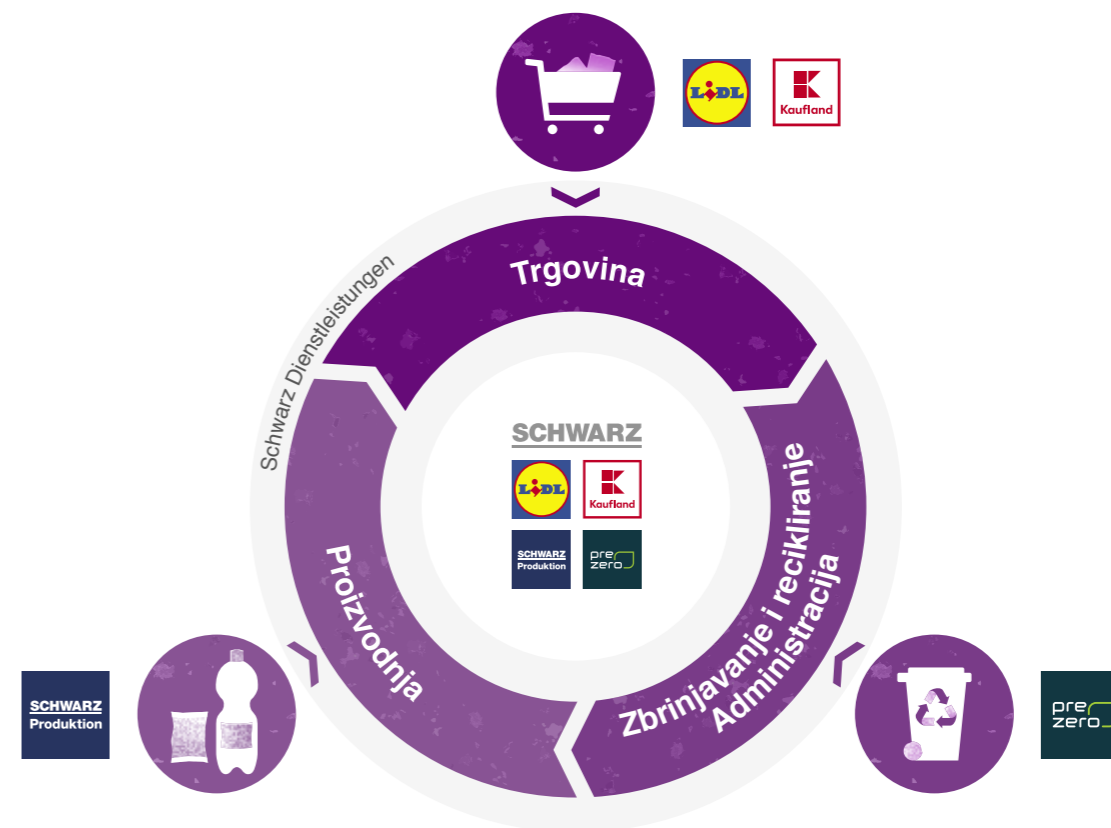 LiDL
Kaufland
Trgovina
Schwarz Dienstleistungen
SCHWARZ
LiDL
Kaufland
SCHWARZ
Produktion
pre
zero
Proizvodnja
Zbrinjavanje i recikliranje
Administracija
SCHWARZ
Produktion
pre
zero